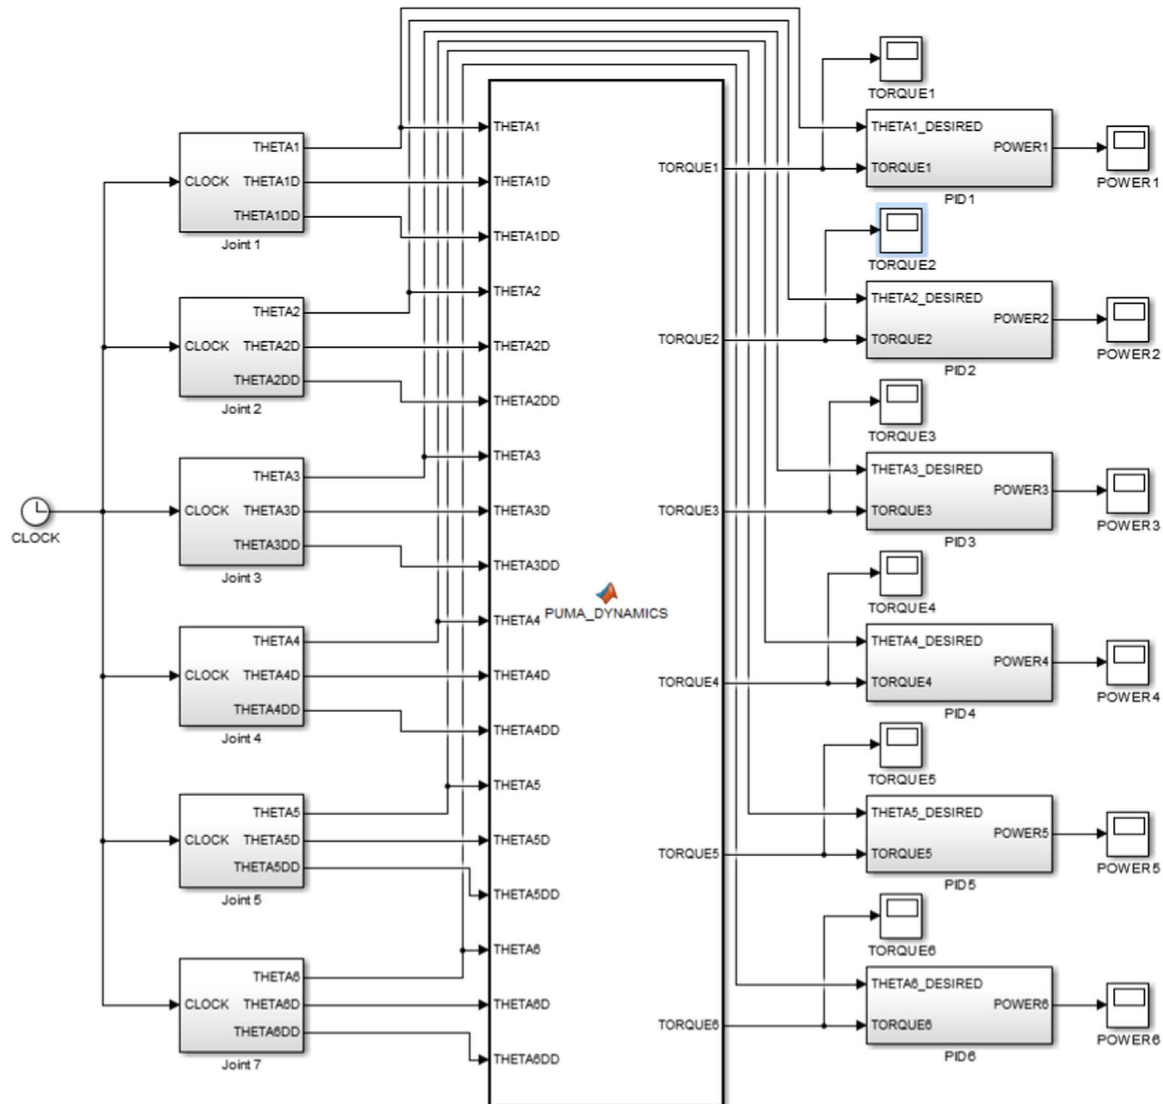 CLOCK
THETA1
CLOCK THETA1D
THETA1DD
Joint 1
THETA2
CLOCK THETA2D
THETA2DD
Joint 2
THETA3
CLOCK THETA3D
THETA3DD
Joint 3
THETA4
CLOCK THETA4D
THETA4DD
Joint 4
THETA5
CLOCK THETA5D
THETA5DD
Joint 5
THETA6
CLOCK THETA6D
THETA6DD
Joint 7
THETA1
THETA1D
THETA1DD
THETA2
THETA2D
THETA2DD
THETA3
THETA3D
THETA3DD
THETA4
THETA4D
THETA4DD
THETA5
THETA5D
THETA5DD
THETA6
THETA6D
THETA6DD
PUMA_DYNAMICS
TORQUE1
TORQUE2
TORQUE3
TORQUE4
TORQUE5
TORQUE6
TORQUE1
THETA1_DESIRED
POWER1
TORQUE1
PID1
POWER1
TORQUE2
THETA2_DESIRED
POWER2
TORQUE2
PID2
POWER2
TORQUE3
THETA3_DESIRED
POWER3
TORQUE3
PID3
POWER3
TORQUE4
THETA4_DESIRED
POWER4
TORQUE4
PID4
POWER4
TORQUE5
THETA5_DESIRED
POWER5
TORQUE5
PID5
POWER5
TORQUE6
THETA6_DESIRED
POWER6
TORQUE6
PID6
POWER6